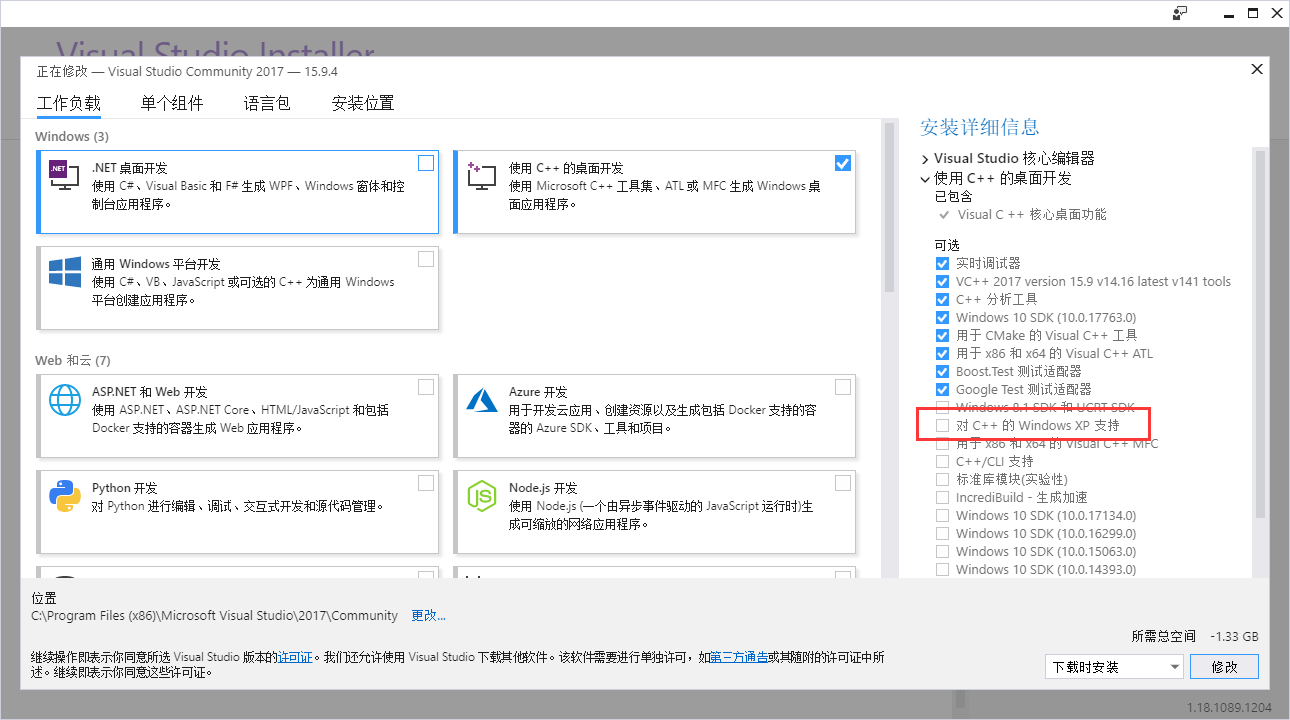 Visual Studio Installer
正在修改 — Visual Studio Community 2017 — 15.9.4
工作负载
单个组件
语言包
安装位置
Windows (3)
.NET
.NET 桌面开发
使用 C#、Visual Basic 和 F# 生成 WPF、Windows 窗体和控
制台应用程序。
使用 C++ 的桌面开发
使用 Microsoft C++ 工具集、ATL 或 MFC 生成 Windows 桌
面应用程序。
通用 Windows 平台开发
使用 C#、VB、JavaScript 或可选的 C++ 为通用 Windows
平台创建应用程序。
Web 和云 (7)
ASP.NET 和 Web 开发
使用 ASP.NET、ASP.NET Core、HTML/JavaScript 和包括
Docker 支持的容器生成 Web 应用程序。
Azure 开发
用于开发云应用、创建资源以及生成包括 Docker 支持的容
器的 Azure SDK、工具和项目。
Python 开发
对 Python 进行编辑、调试、交互式开发和源代码管理。
Node.js 开发
使用 Node.js (一个由异步事件驱动的 JavaScript 运行时)生
成可缩放的网络应用程序。
安装详细信息
Visual Studio 核心编辑器
使用 C++ 的桌面开发
已包含
Visual C ++ 核心桌面功能
可选
实时调试器
VC++ 2017 version 15.9 v14.16 latest v141 tools
C++ 分析工具
Windows 10 SDK (10.0.17763.0)
用于 CMake 的 Visual C++ 工具
用于 x86 和 x64 的 Visual C++ ATL
Boost.Test 测试适配器
Google Test 测试适配器
Windows 8.1 SDK 和 UCRT SDK
对 C++ 的 Windows XP 支持
用于 x86 和 x64 的 Visual C++ MFC
C++/CLI 支持
标准库模块(实验性)
IncrediBuild - 生成加速
Windows 10 SDK (10.0.17134.0)
Windows 10 SDK (10.0.16299.0)
Windows 10 SDK (10.0.15063.0)
Windows 10 SDK (10.0.14393.0)
位置
C:\Program Files (x86)\Microsoft Visual Studio\2017\Community 更改...
所需总空间 -1.33 GB
继续操作即表示你同意所选 Visual Studio 版本的许可证。我们还允许使用 Visual Studio 下载其他软件。该软件需要进行单独许可，如第三方通告或其随附的许可证中所
述。继续即表示你同意这些许可证。
下载时安装
修改
1.18.1089.1204